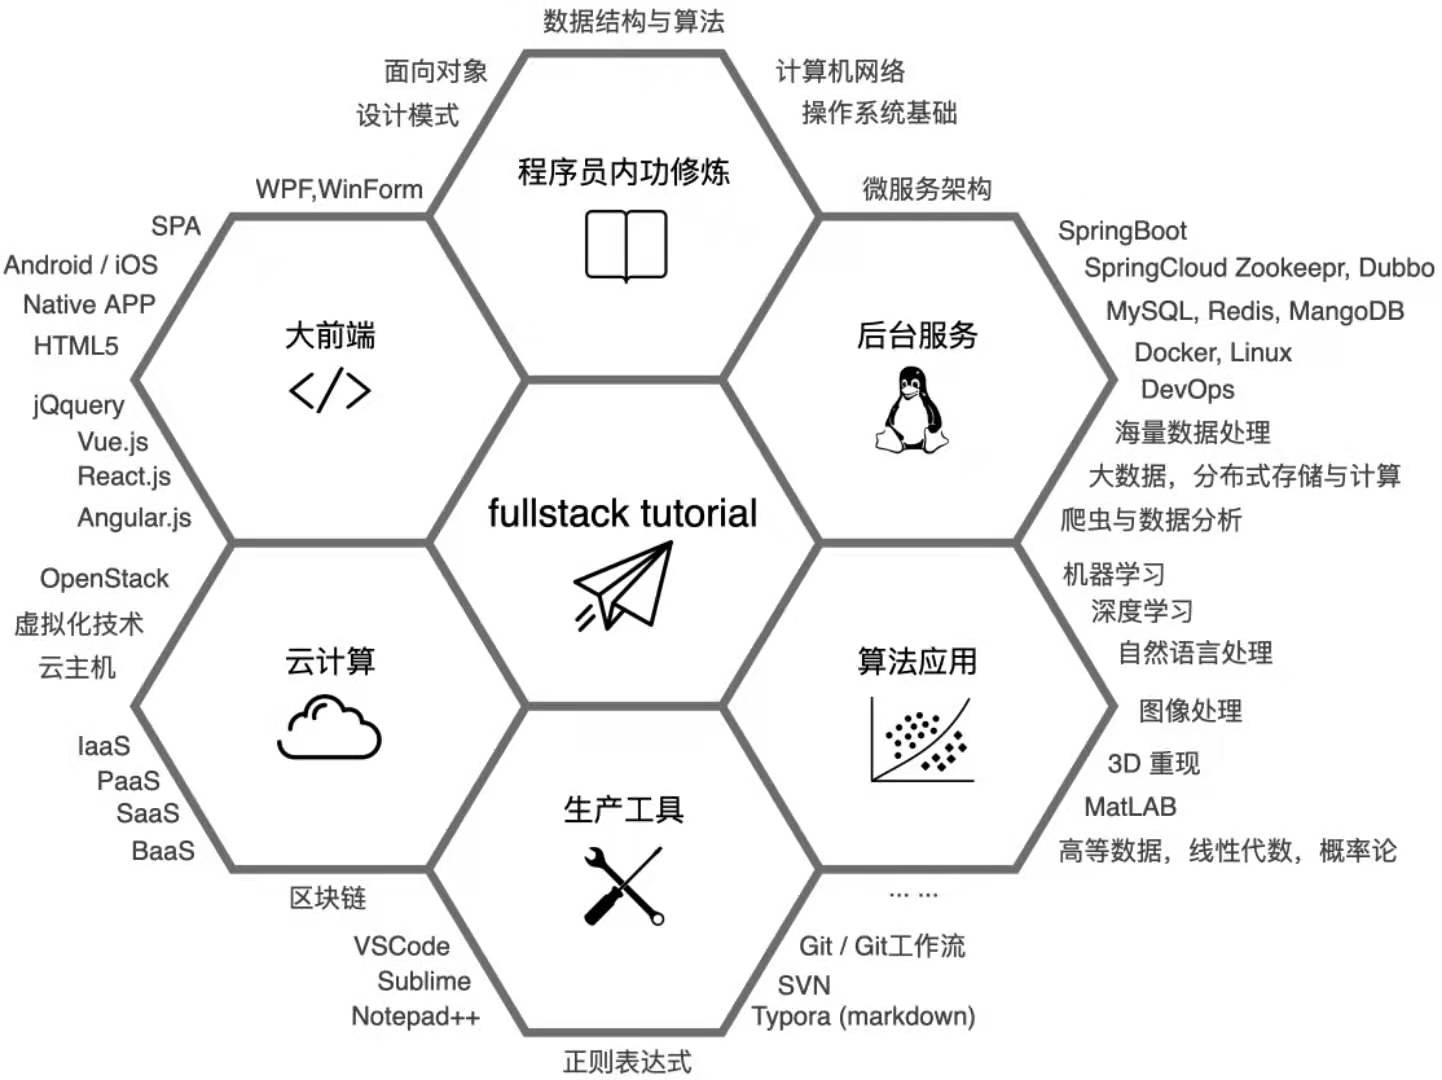 数据结构与算法
面向对象
设计模式
计算机网络
操作系统基础
程序员内功修炼
WPF,WinForm
SPA
Android / iOS
Native APP
HTML5
jQquery
Vue.js
React.js
Angular.js
大前端
微服务架构
SpringBoot
SpringCloud Zookeepr, Dubbo
MySQL, Redis, MangoDB
Docker, Linux
DevOps
海量数据处理
大数据，分布式存储与计算
爬虫与数据分析
后台服务
fullstack tutorial
OpenStack
虚拟化技术
云主机
IaaS
PaaS
SaaS
BaaS
区块链
云计算
机器学习
深度学习
自然语言处理
图像处理
3D 重现
MatLAB
高等数据，线性代数，概率论
... ...
算法应用
生产工具
VSCode
Sublime
Notepad++
Git / Git工作流
SVN
Typora (markdown)
正则表达式